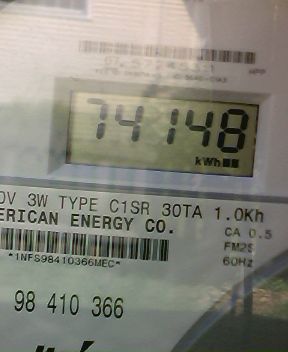 74148
kWh
0V 3W TYPE C1SR 30TA 1.0Kh
ERICAN ENERGY CO.
CA 0.5
FM2S
60Hz
*1NFS98410366MEC*
98 410 366